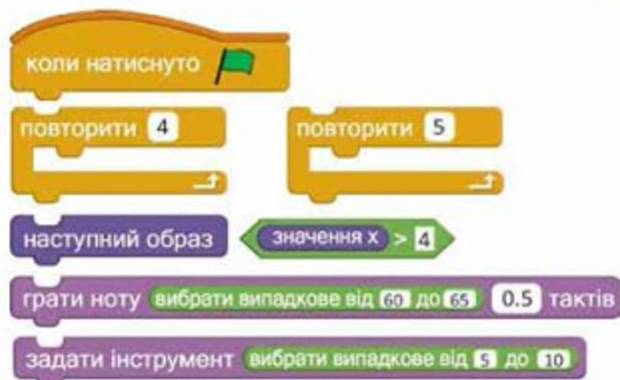 коли натиснуто
повторити 4 повторити 5
наступний образ значення x > 4
грати ноту вибрати випадкове від 60 до 65 0.5 тактів
задати інструмент вибрати випадкове від 5 до 10